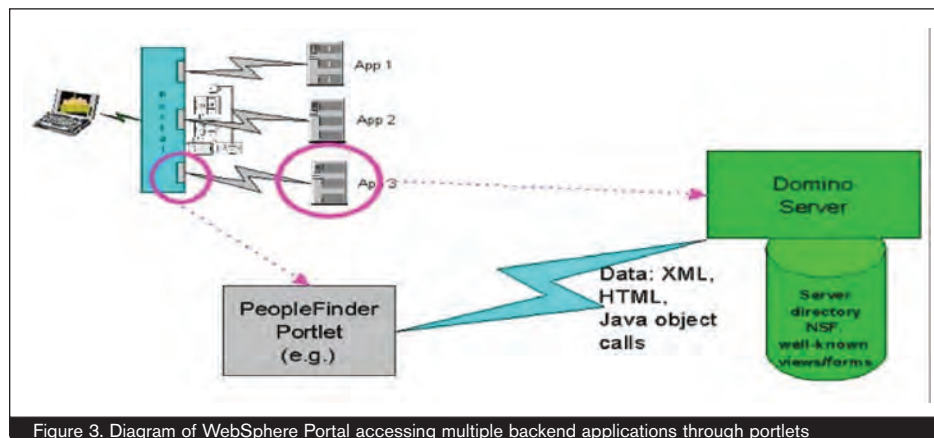 App 1
Portal
App 2
App 3
Domino
Server
Data: XML,
HTML,
Java object
calls
PeopleFinder
Portlet
(e.g.)
Server
directory
NSF,
well-known
views/forms
Figure 3. Diagram of WebSphere Portal accessing multiple backend applications through portlets